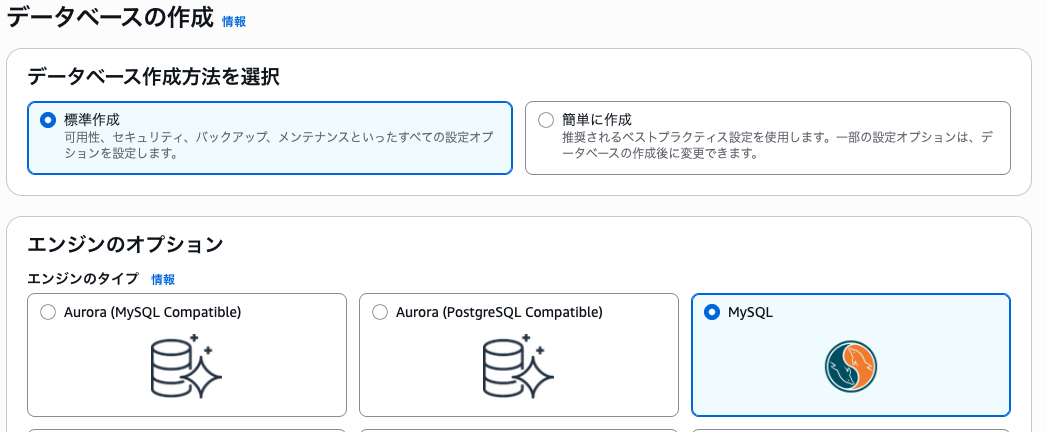 データベースの作成 情報
データベース作成方法を選択
標準作成
可用性、セキュリティ、バックアップ、メンテナンスといったすべての設定オプ
ションを設定します。
簡単に作成
推奨されるベストプラクティス設定を使用します。一部の設定オプションは、デ
ータベースの作成後に変更できます。
エンジンのオプション
エンジンのタイプ 情報
Aurora (MySQL Compatible)
Aurora (PostgreSQL Compatible)
MySQL